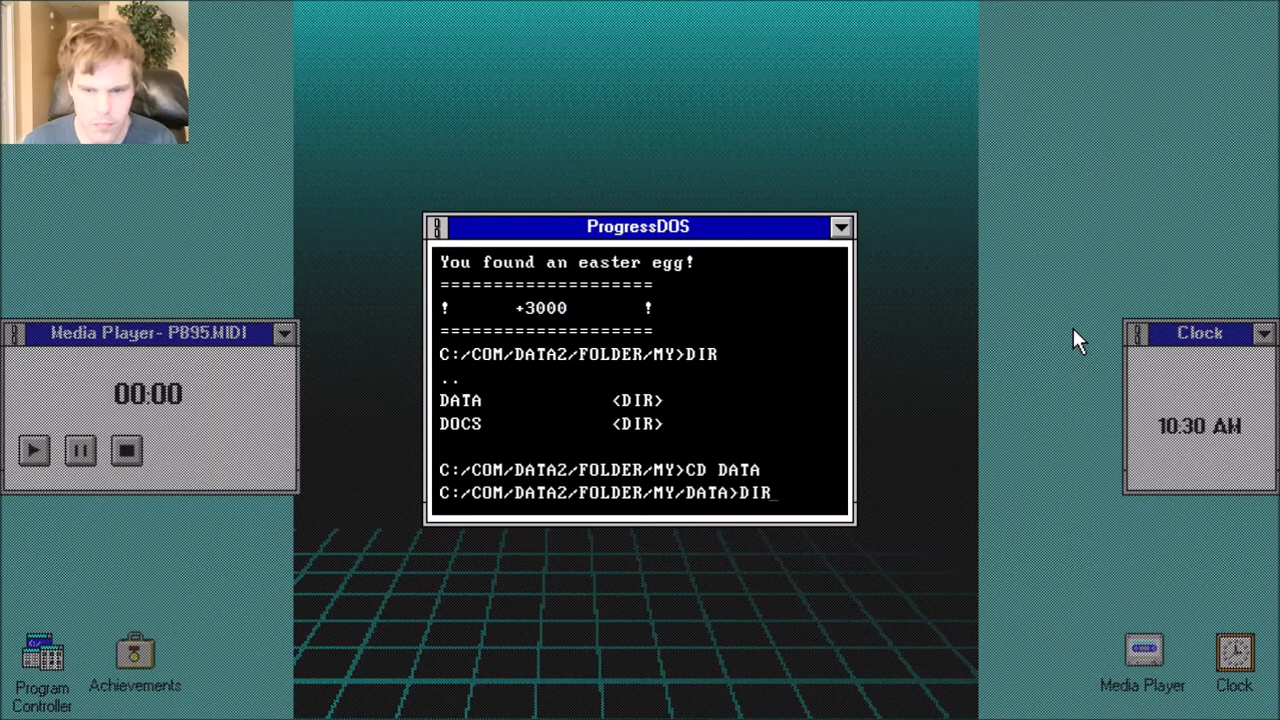 ProgressDOS
You found an easter egg!
====================
! +3000 !
====================
C:/COM/DATA2/FOLDER/MY>DIR
..
DATA <DIR>
DOCS <DIR>
C:/COM/DATA2/FOLDER/MY>CD DATA
C:/COM/DATA2/FOLDER/MY/DATA>DIR_
Media Player- PB95.MIDI
00:00
Clock
10:30 AM
Program
Controller
Achievements
Media Player
Clock